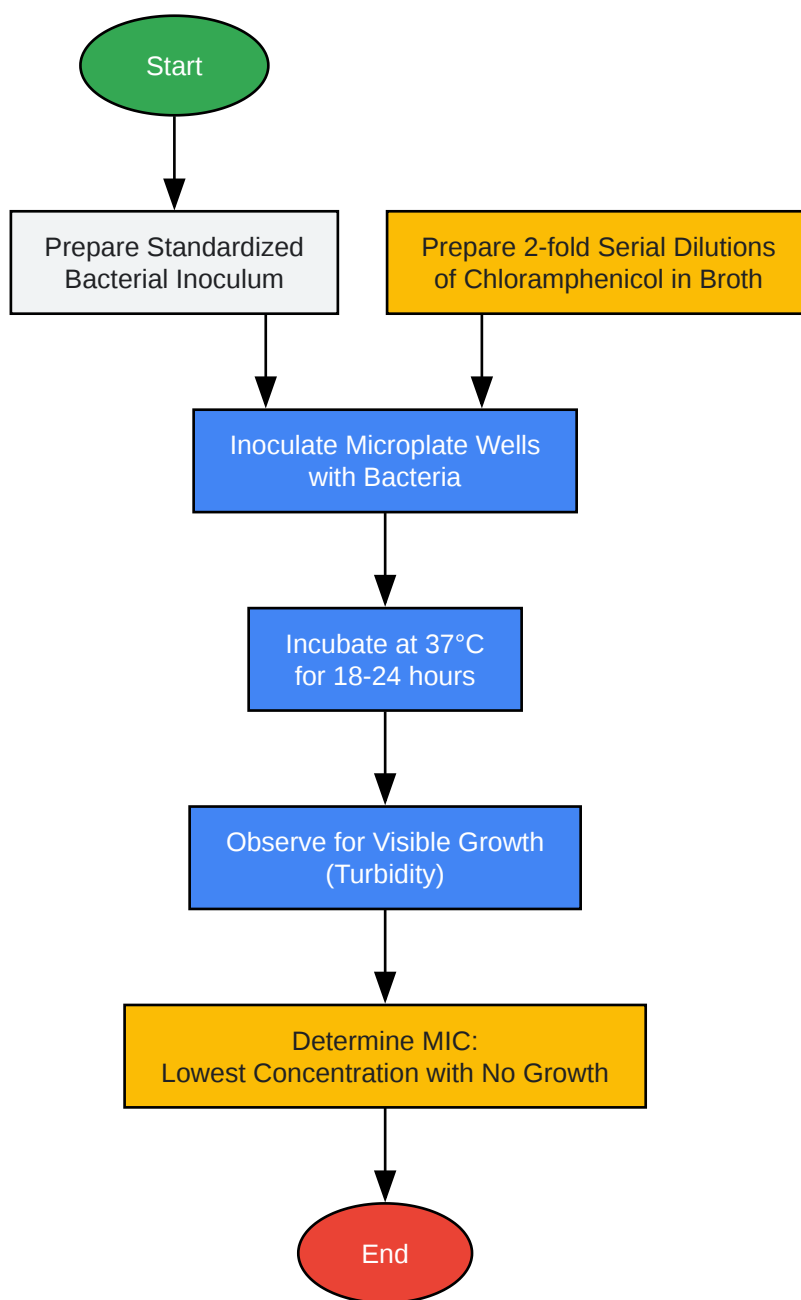 Start
Prepare Standardized
Bacterial Inoculum
Prepare 2-fold Serial Dilutions
of Chloramphenicol in Broth
Inoculate Microplate Wells
with Bacteria
Incubate at 37°C
for 18-24 hours
Observe for Visible Growth
(Turbidity)
Determine MIC:
Lowest Concentration with No Growth
End